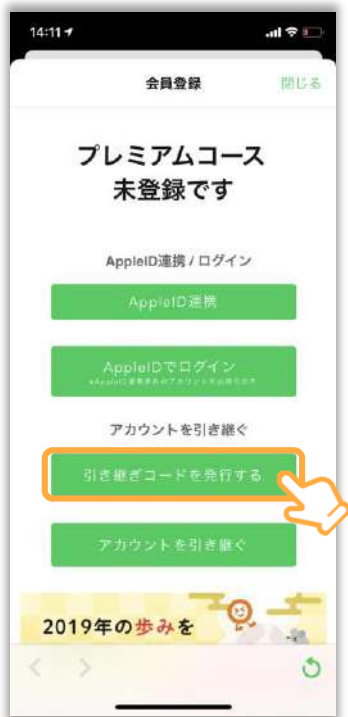 14:11
会員登録
閉じる
プレミアムコース
未登録です
AppleID連携 / ログイン
AppleID連携
AppleIDでログイン
アカウントを引き継ぐ
引き継ぎコードを発行する
アカウントを引き継ぐ
2019年の歩みを